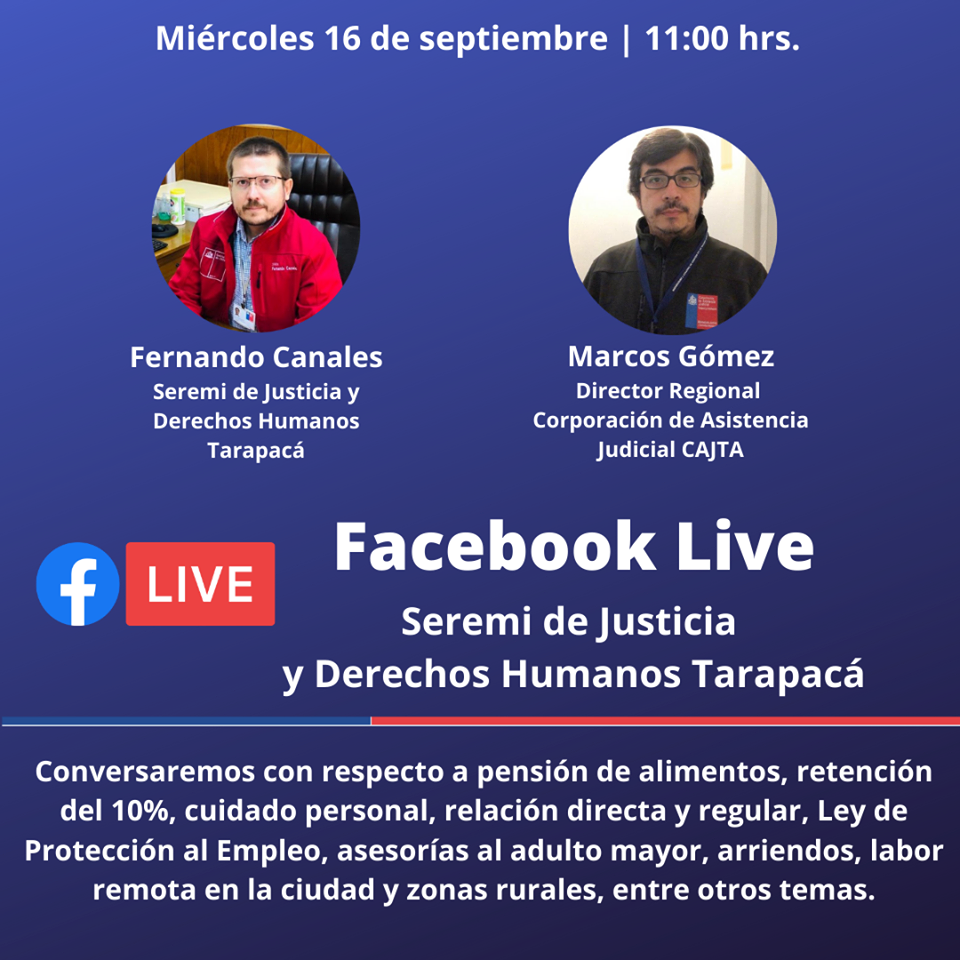 Miércoles 16 de septiembre | 11:00 hrs.
Fernando Canales
Seremi de Justicia y
Derechos Humanos
Tarapacá
Marcos Gómez
Director Regional
Corporación de Asistencia
Judicial CAJTA
LIVE
Facebook Live
Seremi de Justicia
y Derechos Humanos Tarapacá
Conversaremos con respecto a pensión de alimentos, retención
del 10%, cuidado personal, relación directa y regular, Ley de
Protección al Empleo, asesorías al adulto mayor, arriendos, labor
remota en la ciudad y zonas rurales, entre otros temas.